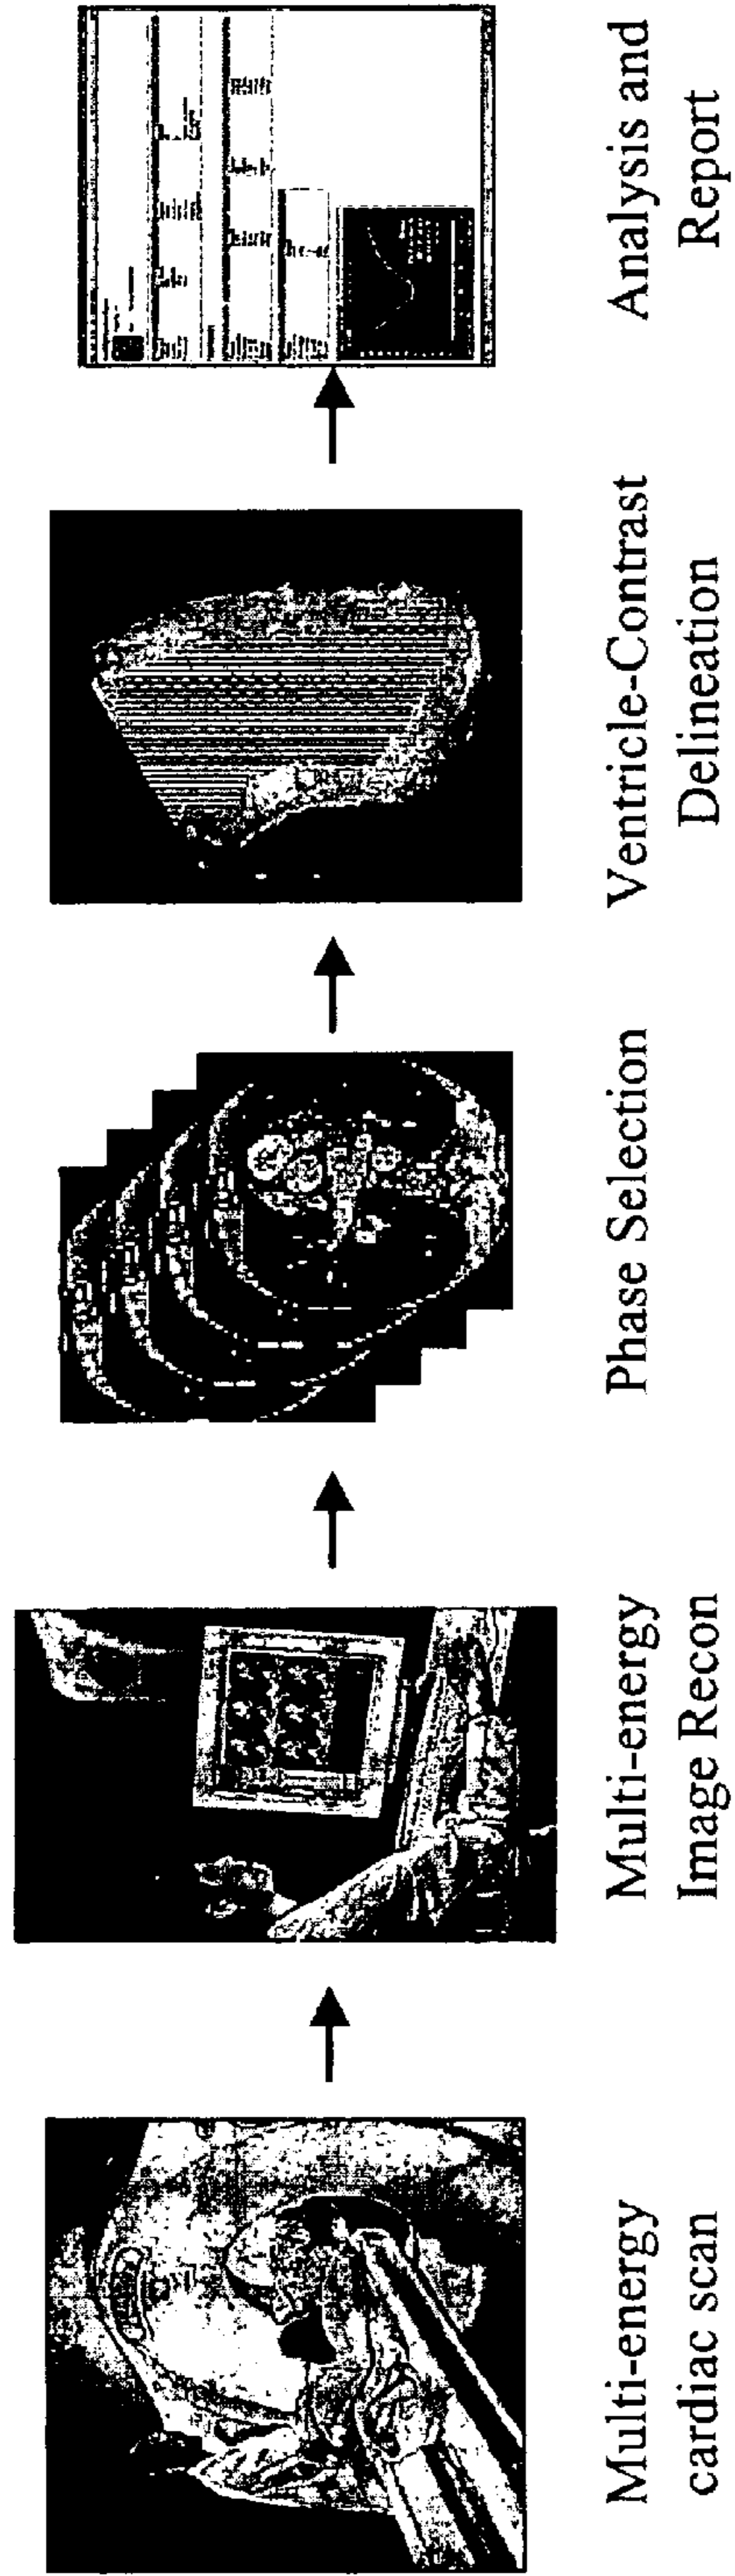 Multi-energy
cardiac scan
Multi-energy
Image Recon
Phase Selection
Ventricle-Contrast
Delineation
Analysis and
Report